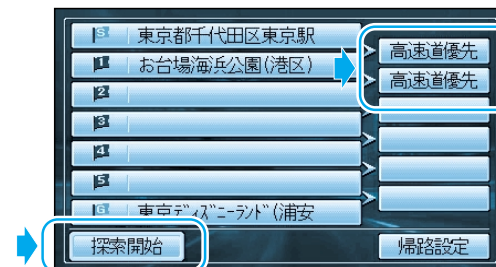 S 東京都千代田区東京駅
1 お台場海浜公園(港区)
高速道優先
高速道優先
2
3
4
5
G 東京ディズニーランド(浦安
探索開始
帰路設定